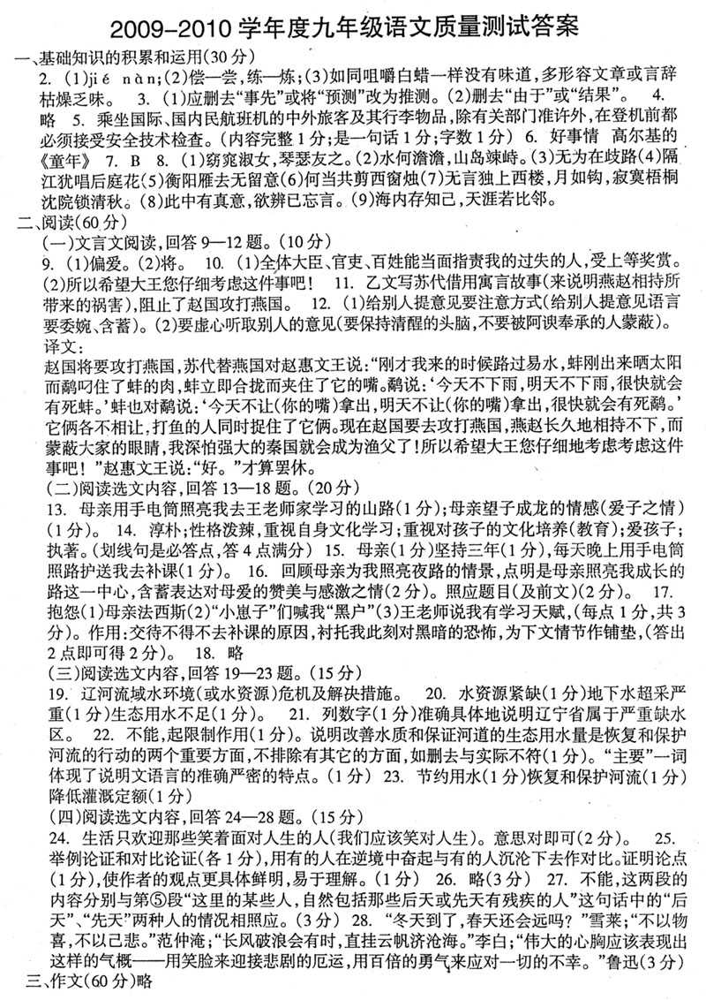 2009-2010学年度九年级语文质量测试答案
一、基础知识的积累和运用(30分)
2. (1)jié nàn;(2)偿—尝,练—炼;(3)如同咀嚼白蜡一样没有味道,多形容文章或言辞
枯燥乏味。 3. (1)应删去“事先”或将“预测”改为推测。(2)删去“由于”或“结果”。 4.
略 5. 乘坐国际、国内民航班机的中外旅客及其行李物品,除有关部门准许外,在登机前都
必须接受安全技术检查。(内容完整1分;是一句话1分;字数1分) 6. 好事情 高尔基的
《童年》 7. B 8. (1)窈窕淑女,琴瑟友之。(2)水何澹澹,山岛竦峙。(3)无为在歧路(4)隔
江犹唱后庭花(5)衡阳雁去无留意(6)何当共剪西窗烛(7)无言独上西楼,月如钩,寂寞梧桐
沈院锁清秋。(8)此中有真意,欲辨已忘言。(9)海内存知己,天涯若比邻。
二、阅读(60分)
(一)文言文阅读,回答9—12题。(10分)
9. (1)偏爱。(2)将。 10. (1)全体大臣、官吏、百姓能当面指责我的过失的人,受上等奖赏。
(2)所以希望大王您仔细考虑这件事吧! 11. 乙文写苏代借用寓言故事(来说明燕赵相持所
带来的祸害),阻止了赵国攻打燕国。 12. (1)给别人提意见要注意方式(给别人提意见语言
要委婉、含蓄)。(2)要虚心听取别人的意见(要保持清醒的头脑,不要被阿谀奉承的人蒙蔽)。
译文:
赵国将要攻打燕国,苏代替燕国对赵惠文王说:“刚才我来的时候路过易水,蚌刚出来晒太阳
而鹬叼住了蚌的肉,蚌立即合拢而夹住了它的嘴。鹬说:‘今天不下雨,明天不下雨,很快就会
有死蚌。’蚌也对鹬说:‘今天不让(你的嘴)拿出,明天不让(你的嘴)拿出,很快就会有死鹬。’
它俩各不相让,打鱼的人同时捉住了它俩。现在赵国要去攻打燕国,燕赵长久地相持不下,而
蒙蔽大家的眼睛,我深怕强大的秦国就会成为渔父了!所以希望大王您仔细地考虑考虑这件
事吧! ”赵惠文王说:“好。”才算罢休。
(二)阅读选文内容,回答13—18题。(20分)
13. 母亲用手电筒照亮我去王老师家学习的山路(1分);母亲望子成龙的情感(爱子之情)
(1分)。 14. 淳朴;性格泼辣,重视自身文化学习;重视对孩子的文化培养(教育);爱孩子;
执著。(划线句是必答点,答4点满分) 15. 母亲(1分)坚持三年(1分),每天晚上用手电筒
照路护送我去补课(1分)。 16. 回顾母亲为我照亮夜路的情景,点明是母亲照亮我成长的
路这一中心,含蓄表达对母爱的赞美与感激之情(2分)。照应题目(及前文)(2分)。 17.
抱怨(1)母亲法西斯(2)“小崽子”们喊我“黑户”(3)王老师说我有学习天赋,(每点1分,共3
分)。作用:交待不得不去补课的原因,衬托我此刻对黑暗的恐怖,为下文情节作铺垫,(答出
2点即可得2分)。 18. 略
(三)阅读选文内容,回答19—23题。(15分)
19. 辽河流域水环境(或水资源)危机及解决措施。 20. 水资源紧缺(1分)地下水超采严
重(1分)生态用水不足(1分)。 21. 列数字(1分)准确具体地说明辽宁省属于严重缺水
区。 22. 不能,起限制作用(1分)。说明改善水质和保证河道的生态用水量是恢复和保护
河流的行动的两个重要方面,不排除有其它的方面,如删去与实际不符(1分)。“主要”一词
体现了说明文语言的准确严密的特点。(1分) 23. 节约用水(1分)恢复和保护河流(1分)
降低灌溉定额(1分)
(四)阅读选文内容,回答24—28题。(15分)
24. 生活只欢迎那些笑着面对人生的人(我们应该笑对人生)。意思对即可(2分)。 25.
举例论证和对比论证(各1分),用有的人在逆境中奋起与有的人沉沦下去作对比。证明论点
(1分),使作者的观点更具体鲜明,易于理解。(1分) 26. 略(3分) 27. 不能,这两段的
内容分别与第⑤段“这里的某些人,自然包括那些后天或先天有残疾的人”这句话中的“后
天”、“先天”两种人的情况相照应。(3分) 28. “冬天到了,春天还会远吗？”雪莱;“不以物
喜,不以己悲。”范仲淹;“长风破浪会有时,直挂云帆济沧海。”李白;“伟大的心胸应该表现出
这样的气概——用笑脸来迎接悲剧的厄运,用百倍的勇气来应对一切的不幸。”鲁迅(3分)
三、作文(60分)略